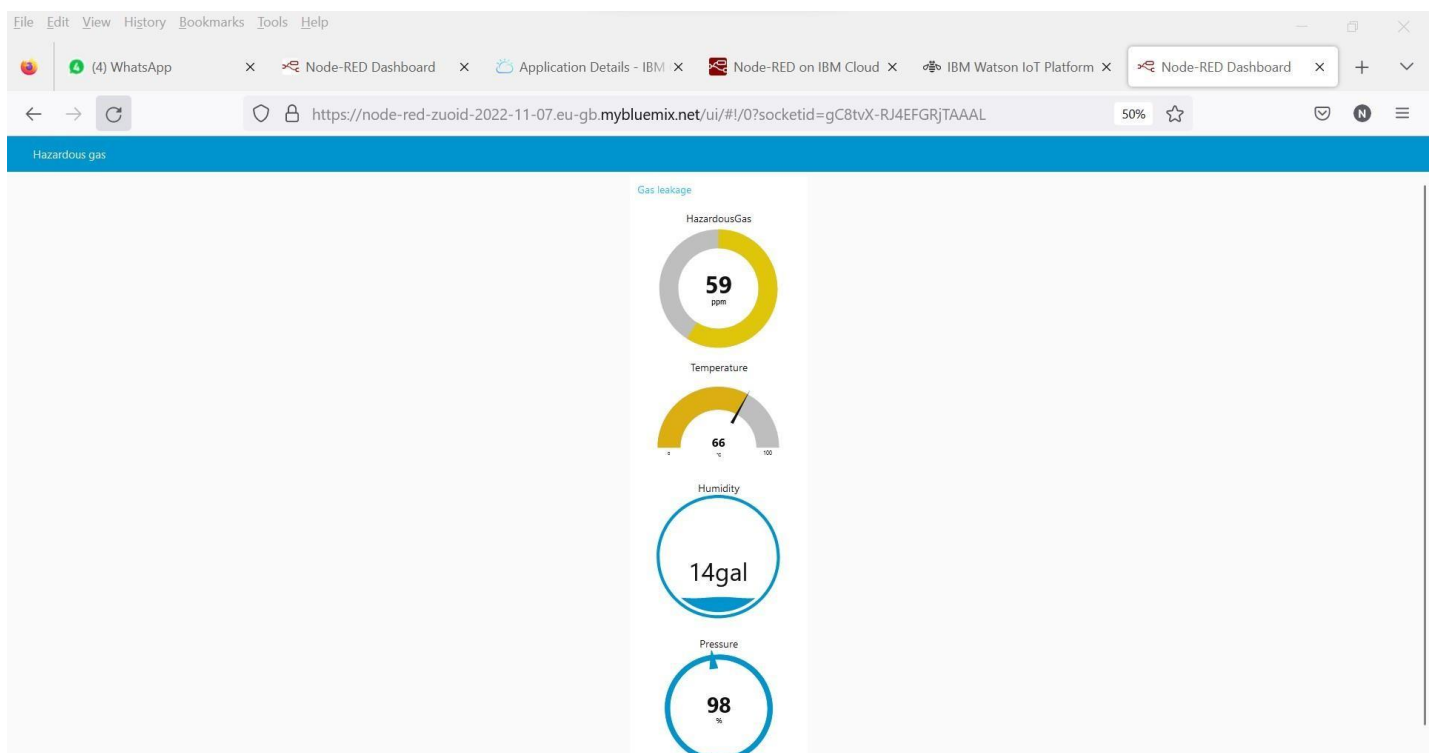 File Edit View History Bookmarks Tools Help
(4) WhatsApp
Node-RED Dashboard
Application Details - IBM
Node-RED on IBM Cloud
IBM Watson IoT Platform
Node-RED Dashboard
https://node-red-zuoid-2022-11-07.eu-gb.mybluemix.net/ui/#!/0?socketid=gC8tvX-RJ4EFGRjTAAAL
50%
N
Hazardous gas
Gas leakage
HazardousGas
59
ppm
Temperature
66
0 °C 100
Humidity
14gal
Pressure
98
%